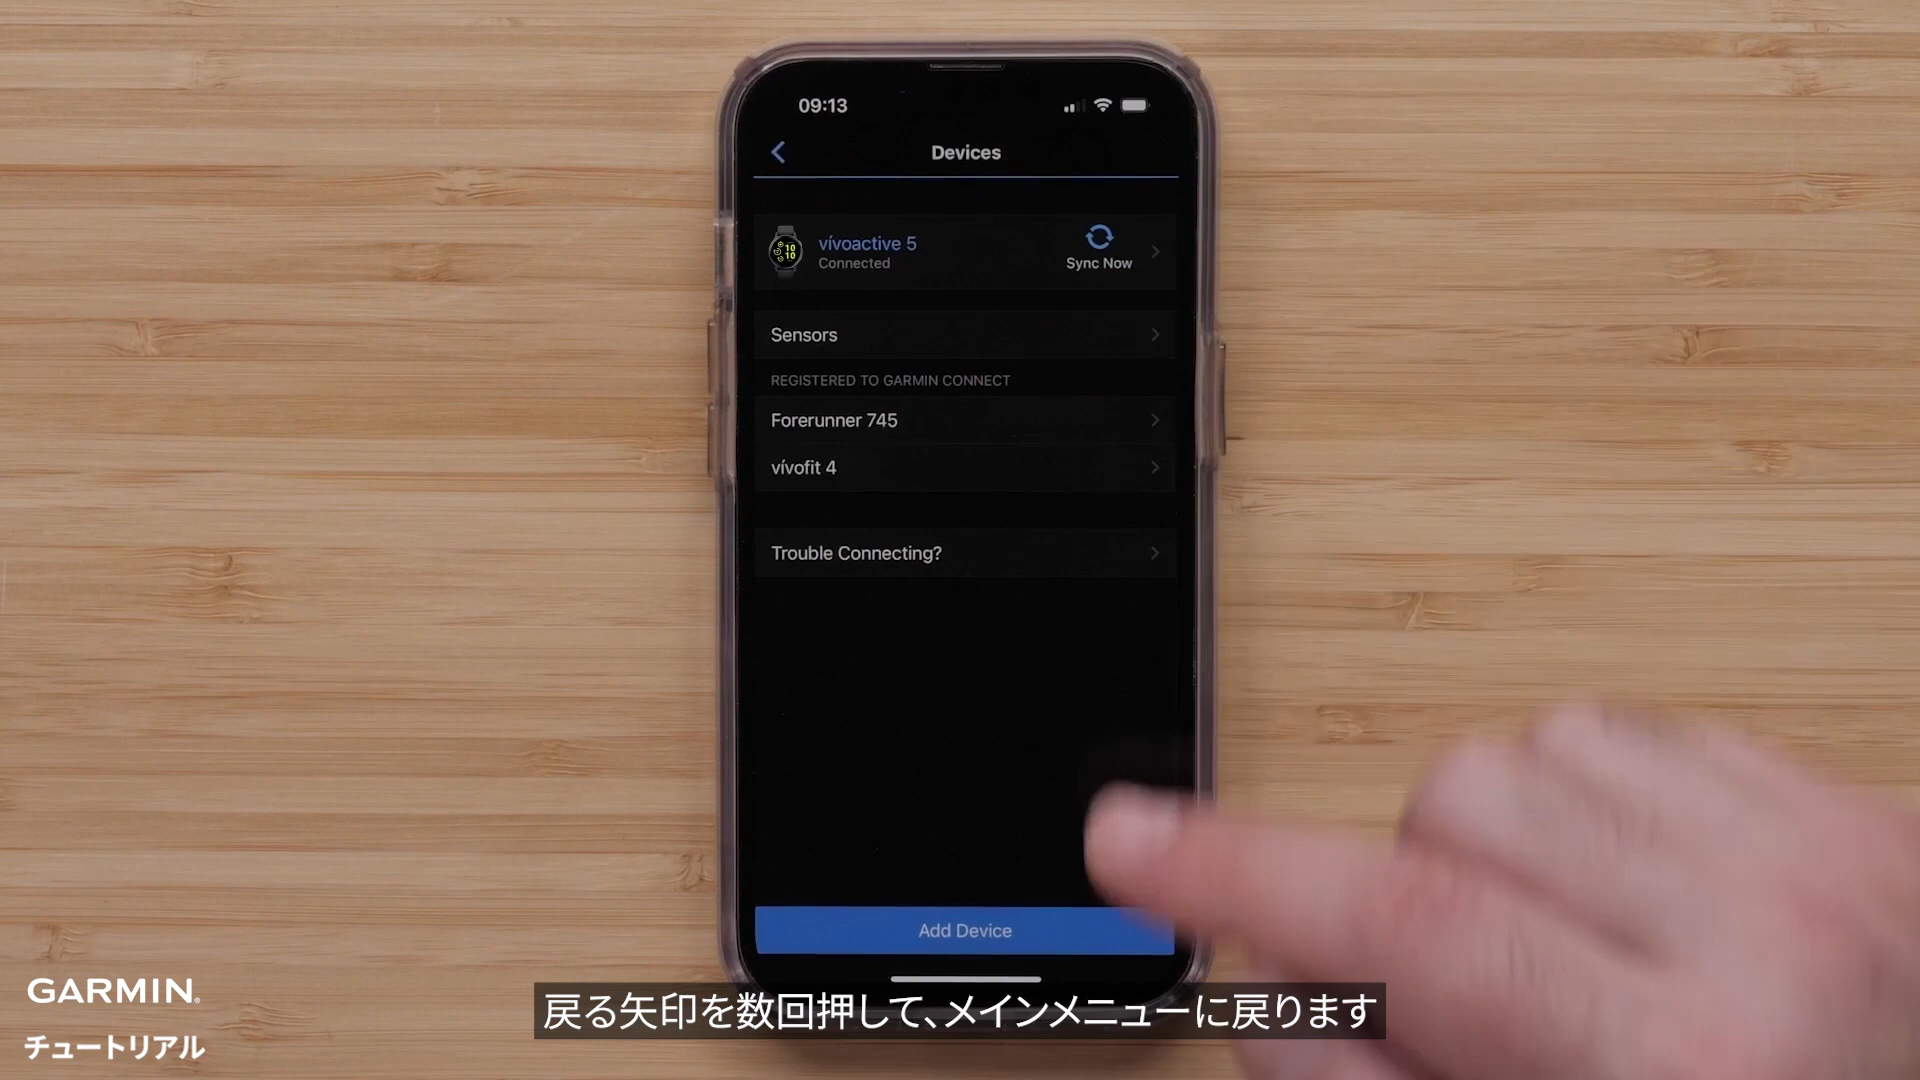 09:13
Devices
vívoactive 5
Connected
Sync Now
Sensors
REGISTERED TO GARMIN CONNECT
Forerunner 745
vívofit 4
Trouble Connecting?
Add Device
戻る矢印を数回押して、メインメニューに戻ります
GARMIN®
チュートリアル